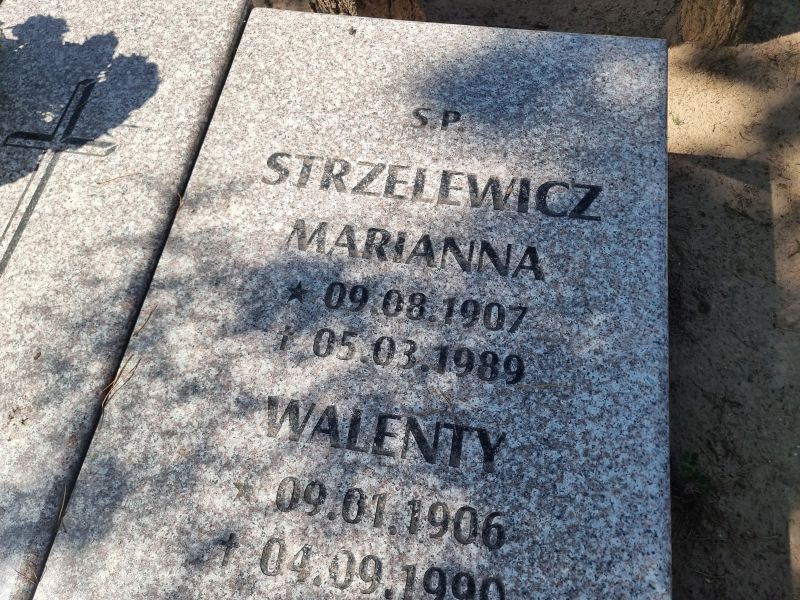 S.P.
STRZELEWICZ
MARIANNA
★ 09.08.1907
† 05.03.1989
WALENTY
★ 09.01.1906
† 04.09.1990